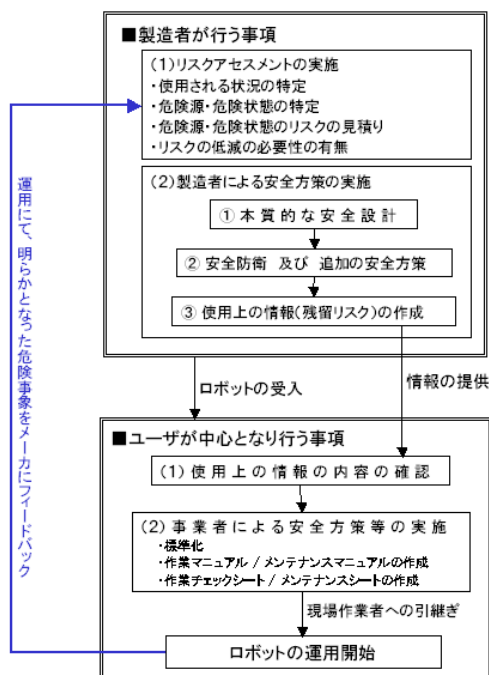 ■製造者が行う事項
(1)リスクアセスメントの実施
・使用される状況の特定
・危険源・危険状態の特定
・危険源・危険状態のリスクの見積り
・リスクの低減の必要性の有無
(2)製造者による安全方策の実施
① 本質的な安全設計
② 安全防衛 及び 追加の安全方策
③ 使用上の情報(残留リスク)の作成
運用にて、明らかとなった危険事象をメーカにフィードバック
ロボットの受入
情報の提供
■ユーザが中心となり行う事項
(1)使用上の情報の内容の確認
(2)事業者による安全方策等の実施
・標準化
・作業マニュアル / メンテナンスマニュアルの作成
・作業チェックシート / メンテナンスシートの作成
現場作業者への引継ぎ
ロボットの運用開始